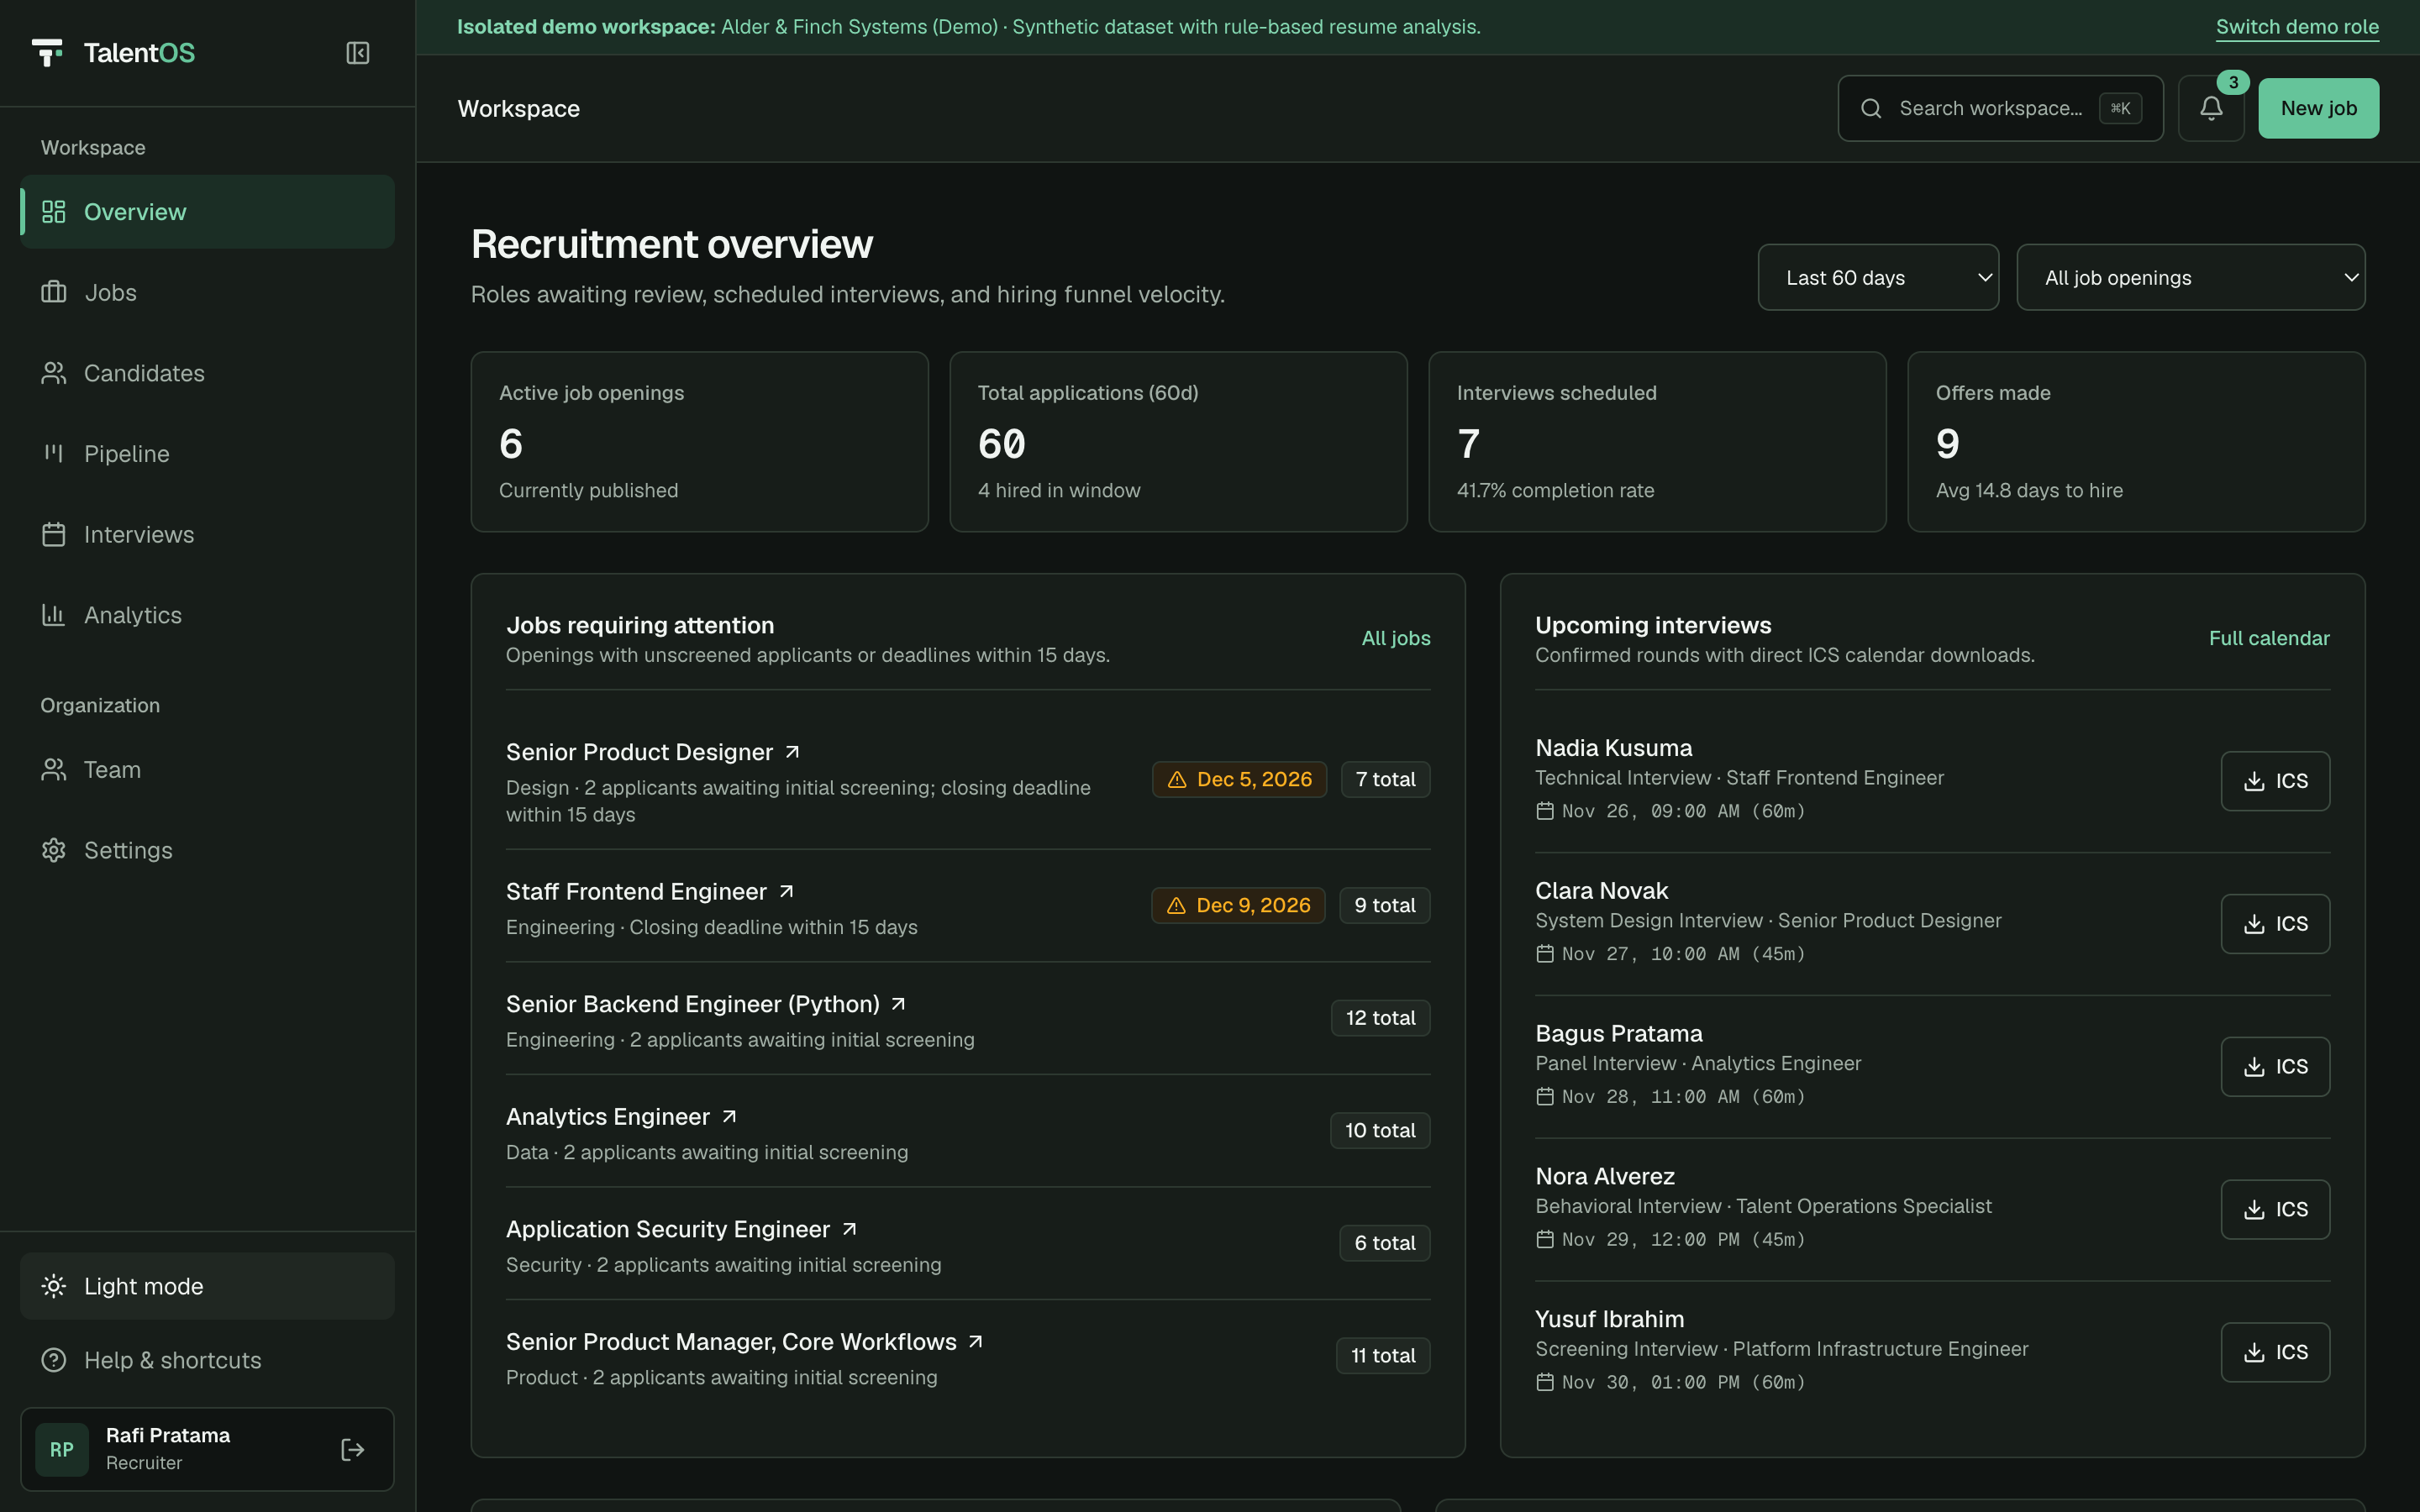 TalentOS
Workspace
Overview
Jobs
Candidates
Pipeline
Interviews
Analytics
Organization
Team
Settings
Light mode
Help & shortcuts
RP
Rafi Pratama
Recruiter
Isolated demo workspace: Alder & Finch Systems (Demo) · Synthetic dataset with rule-based resume analysis.
Switch demo role
Workspace
Search workspace...
⌘K
3
New job
Recruitment overview
Roles awaiting review, scheduled interviews, and hiring funnel velocity.
Last 60 days
All job openings
Active job openings
6
Currently published
Total applications (60d)
60
4 hired in window
Interviews scheduled
7
41.7% completion rate
Offers made
9
Avg 14.8 days to hire
Jobs requiring attention
Openings with unscreened applicants or deadlines within 15 days.
All jobs
Senior Product Designer
Design · 2 applicants awaiting initial screening; closing deadline
within 15 days
Dec 5, 2026
7 total
Staff Frontend Engineer
Engineering · Closing deadline within 15 days
Dec 9, 2026
9 total
Senior Backend Engineer (Python)
Engineering · 2 applicants awaiting initial screening
12 total
Analytics Engineer
Data · 2 applicants awaiting initial screening
10 total
Application Security Engineer
Security · 2 applicants awaiting initial screening
6 total
Senior Product Manager, Core Workflows
Product · 2 applicants awaiting initial screening
11 total
Upcoming interviews
Confirmed rounds with direct ICS calendar downloads.
Full calendar
Nadia Kusuma
Technical Interview · Staff Frontend Engineer
Nov 26, 09:00 AM (60m)
ICS
Clara Novak
System Design Interview · Senior Product Designer
Nov 27, 10:00 AM (45m)
ICS
Bagus Pratama
Panel Interview · Analytics Engineer
Nov 28, 11:00 AM (60m)
ICS
Nora Alverez
Behavioral Interview · Talent Operations Specialist
Nov 29, 12:00 PM (45m)
ICS
Yusuf Ibrahim
Screening Interview · Platform Infrastructure Engineer
Nov 30, 01:00 PM (60m)
ICS